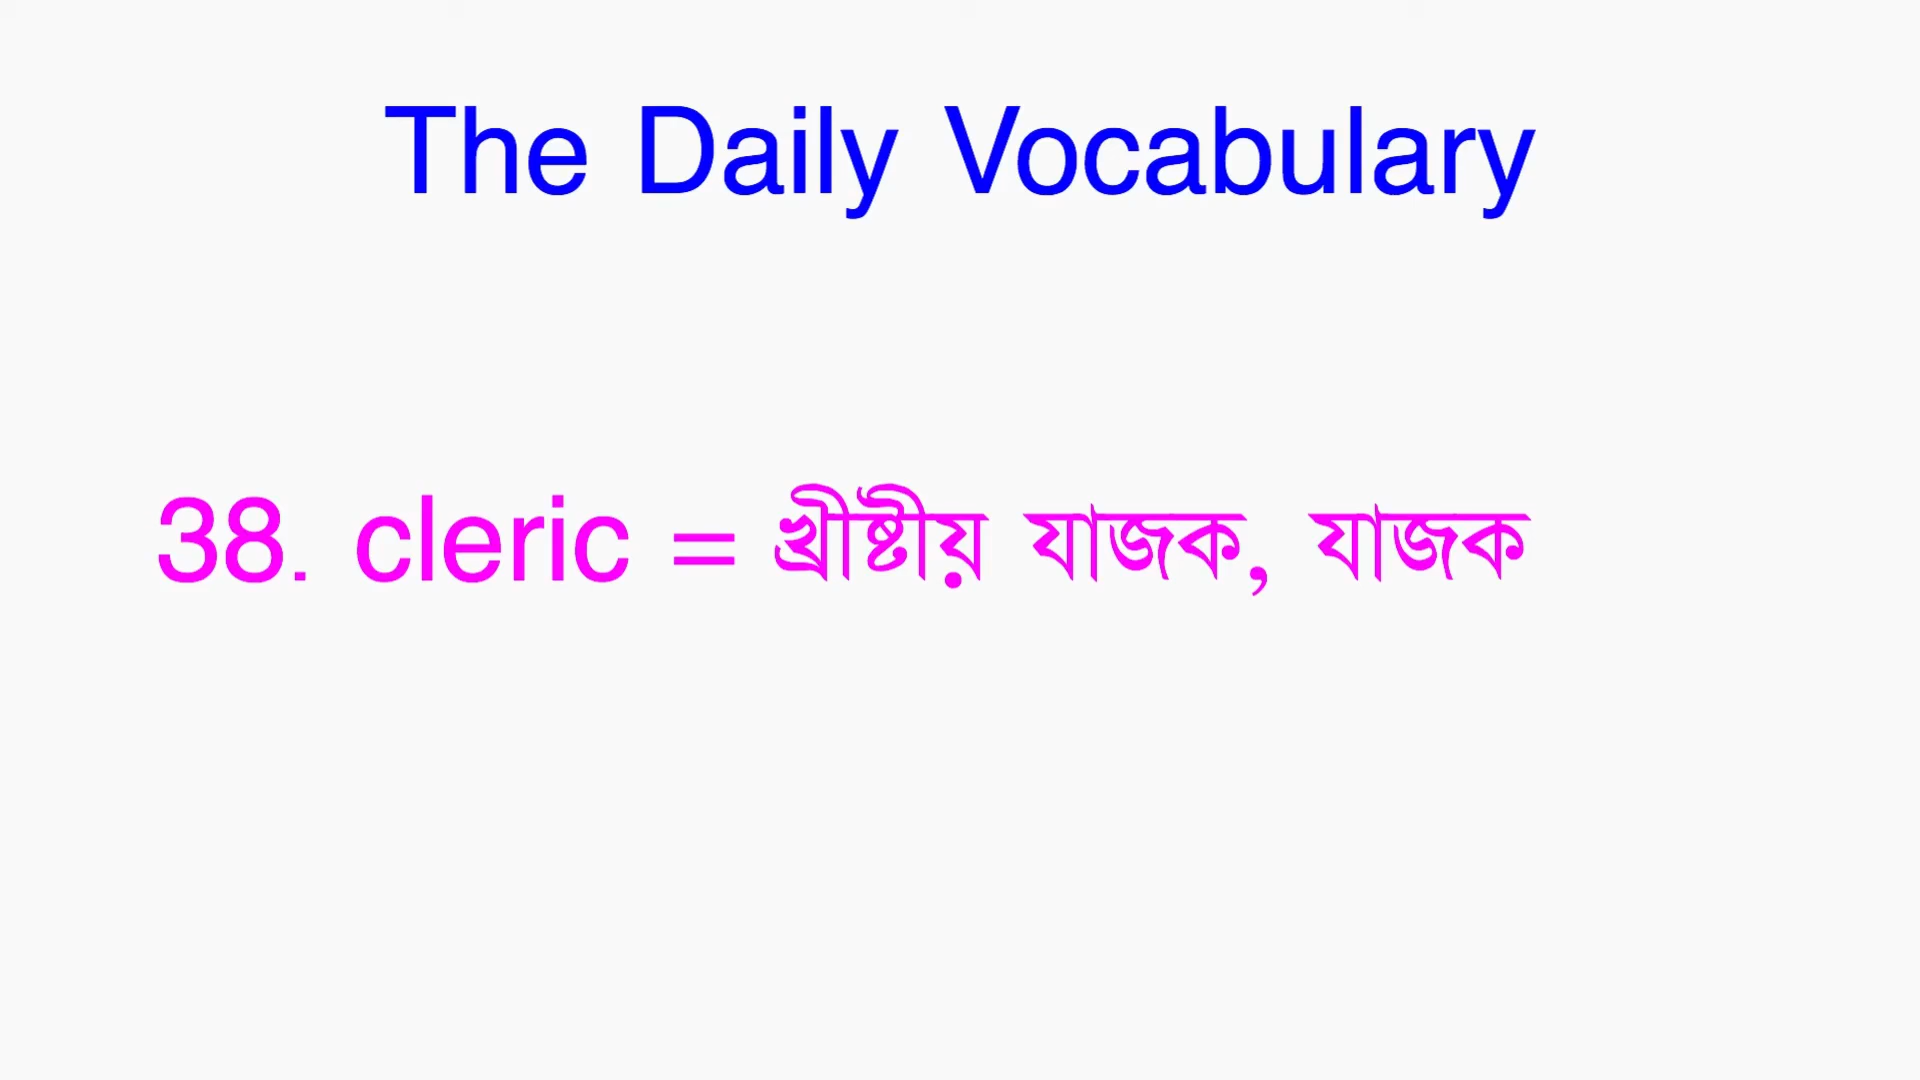 The Daily Vocabulary
38. cleric = খ্রীষ্টীয় যাজক, যাজক